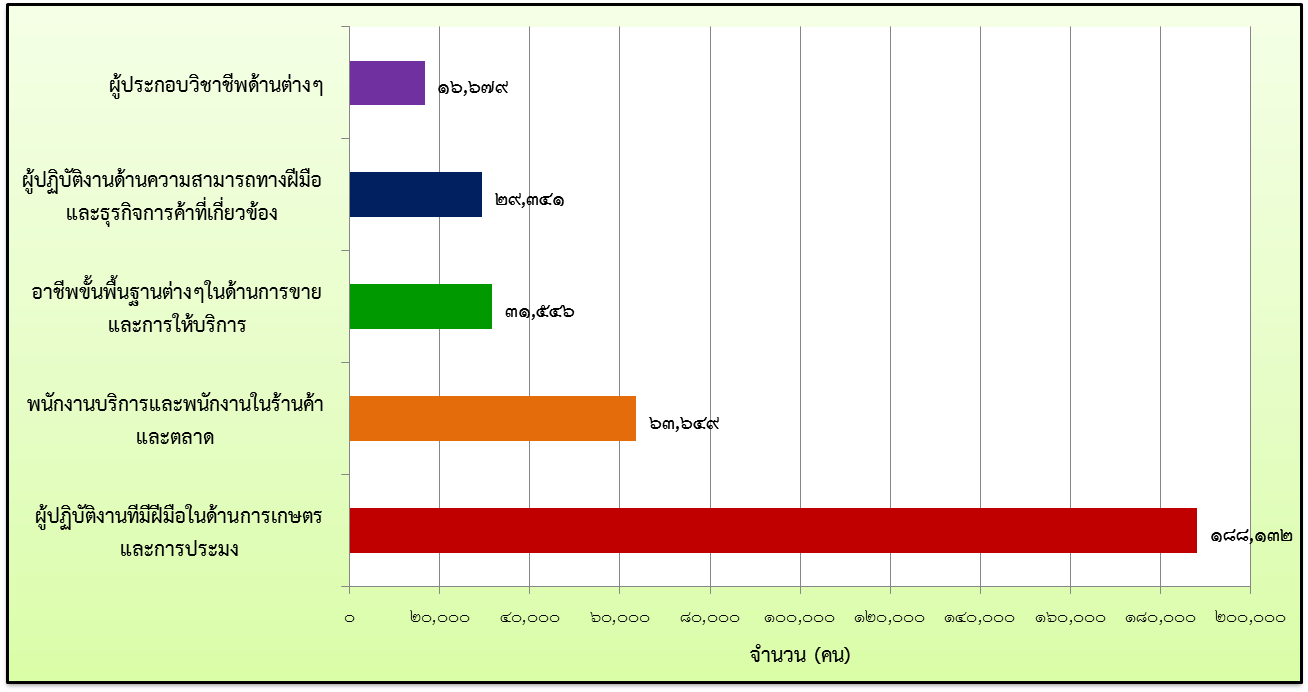 ผู้ประกอบวิชาชีพด้านต่างๆ
๑๖,๖๗๙
ผู้ปฏิบัติงานด้านความสามารถทางฝีมือ
และธุรกิจการค้าที่เกี่ยวข้อง
๒๙,๓๔๑
อาชีพขั้นพื้นฐานต่างๆในด้านการขาย
และการให้บริการ
๓๑,๕๔๖
พนักงานบริการและพนักงานในร้านค้า
และตลาด
๖๓,๖๔๙
ผู้ปฏิบัติงานที่มีฝีมือในด้านการเกษตร
และการประมง
๑๘๘,๑๓๒
๐ ๒๐,๐๐๐ ๔๐,๐๐๐ ๖๐,๐๐๐ ๘๐,๐๐๐ ๑๐๐,๐๐๐ ๑๒๐,๐๐๐ ๑๔๐,๐๐๐ ๑๖๐,๐๐๐ ๑๘๐,๐๐๐ ๒๐๐,๐๐๐
จำนวน (คน)